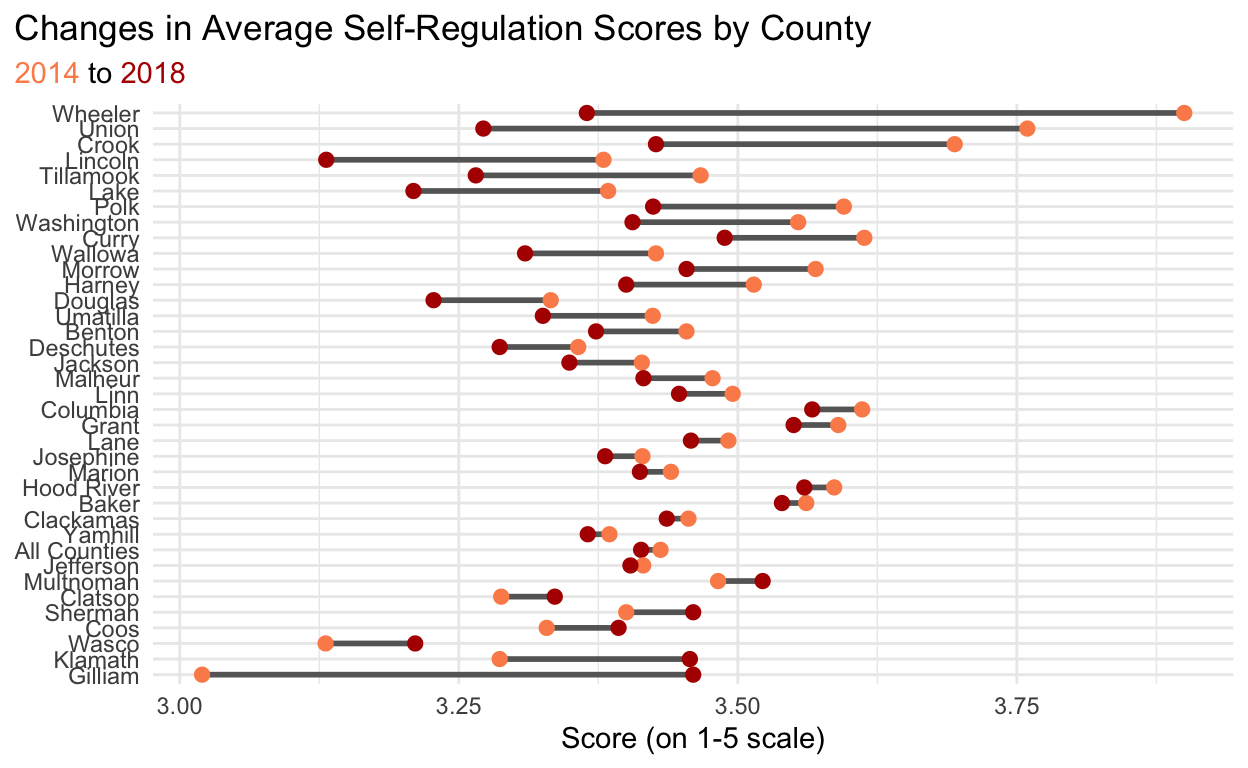 Changes in Average Self-Regulation Scores by County
2014 to 2018
Wheeler
Union
Crook
Lincoln
Tillamook
Lake
Polk
Washington
Curry
Wallowa
Morrow
Harney
Douglas
Umatilla
Benton
Deschutes
Jackson
Malheur
Linn
Columbia
Grant
Lane
Josephine
Marion
Hood River
Baker
Clackamas
Yamhill
All Counties
Jefferson
Multnomah
Clatsop
Sherman
Coos
Wasco
Klamath
Gilliam
3.00 3.25 3.50 3.75
Score (on 1-5 scale)